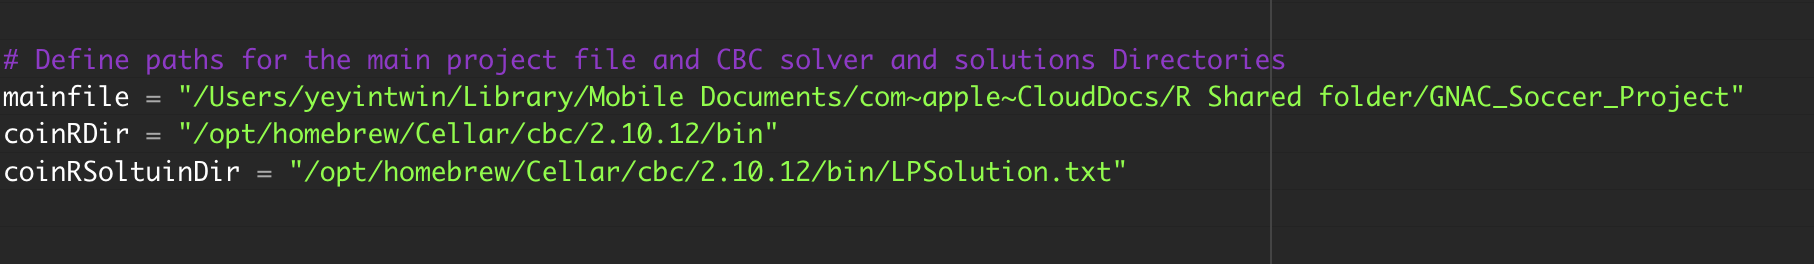 # Define paths for the main project file and CBC solver and solutions Directories
mainfile = "/Users/yeyintwin/Library/Mobile Documents/com~apple~CloudDocs/R Shared folder/GNAC_Soccer_Project"
coinRDir = "/opt/homebrew/Cellar/cbc/2.10.12/bin"
coinRSoltuinDir = "/opt/homebrew/Cellar/cbc/2.10.12/bin/LPSolution.txt"